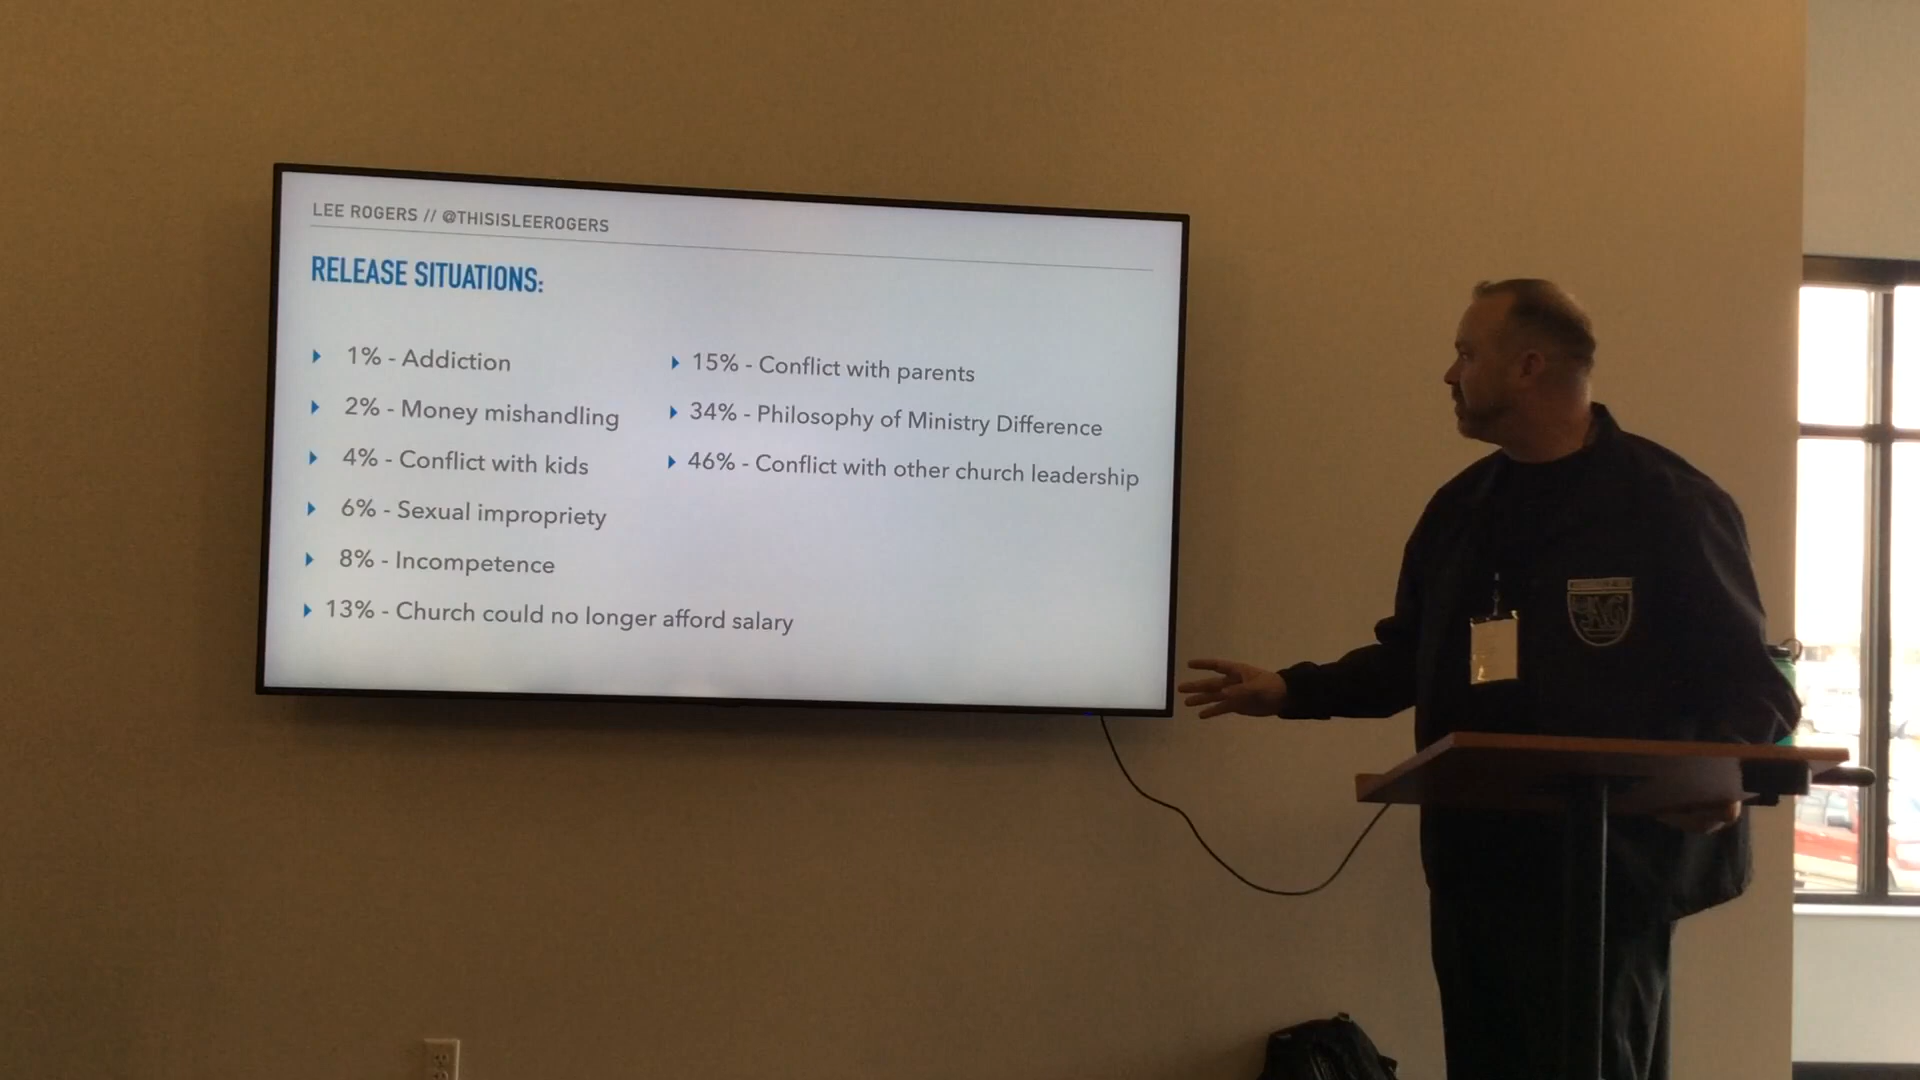 LEE ROGERS // @THISISLEEROGERS
RELEASE SITUATIONS:
1% - Addiction
2% - Money mishandling
4% - Conflict with kids
6% - Sexual impropriety
8% - Incompetence
13% - Church could no longer afford salary
15% - Conflict with parents
34% - Philosophy of Ministry Difference
46% - Conflict with other church leadership